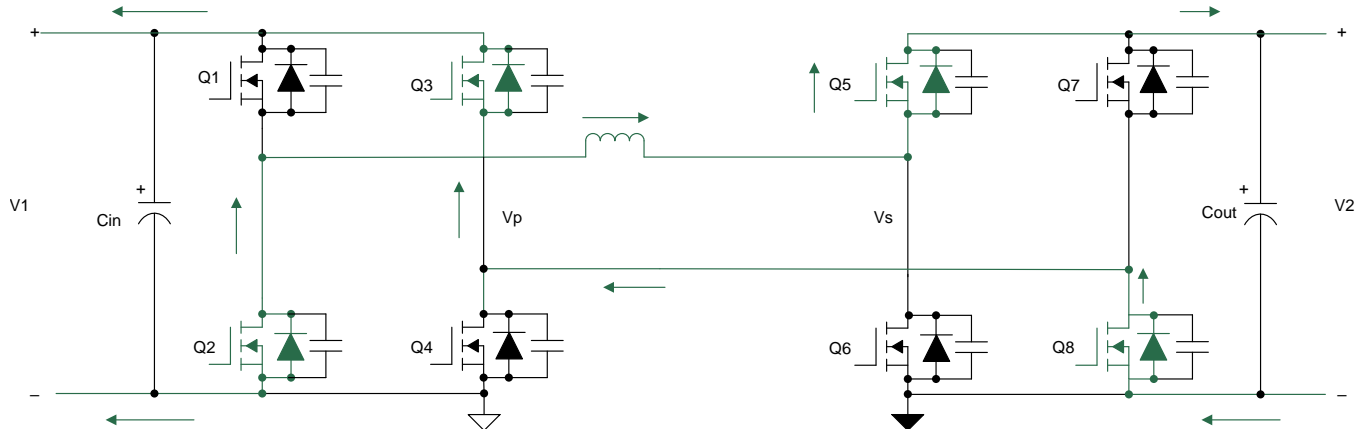 + Q1 Q3 Q5 Q7 +
+ +
V1 Cin Vp Vs Cout V2
Q2 Q4 Q6 Q8
– –